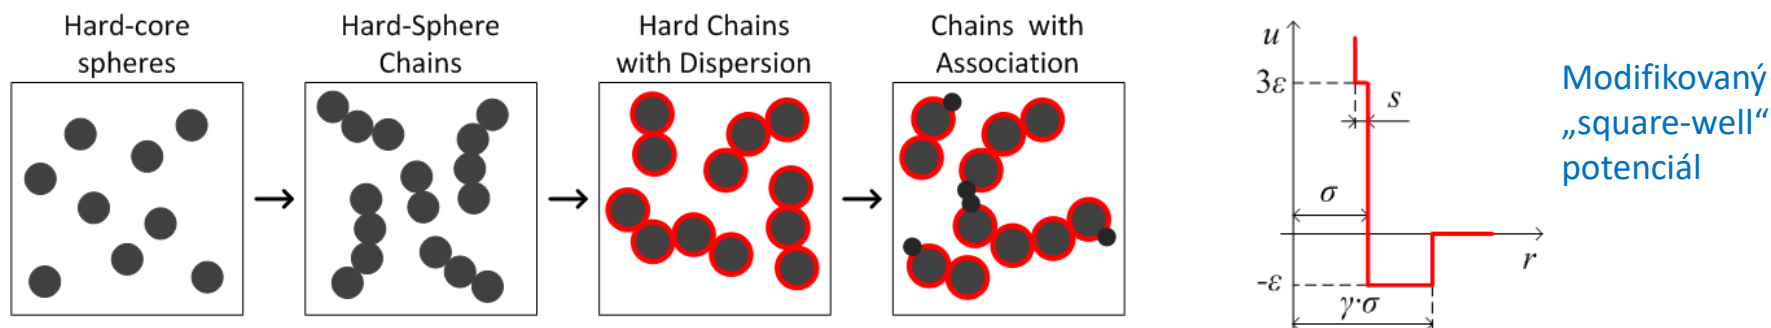 Hard-core
spheres
Hard-Sphere
Chains
Hard Chains
with Dispersion
Chains with
Association
u
3ε
s
σ
r
-ε
γ·σ
Modifikovaný
„square-well“
potenciál